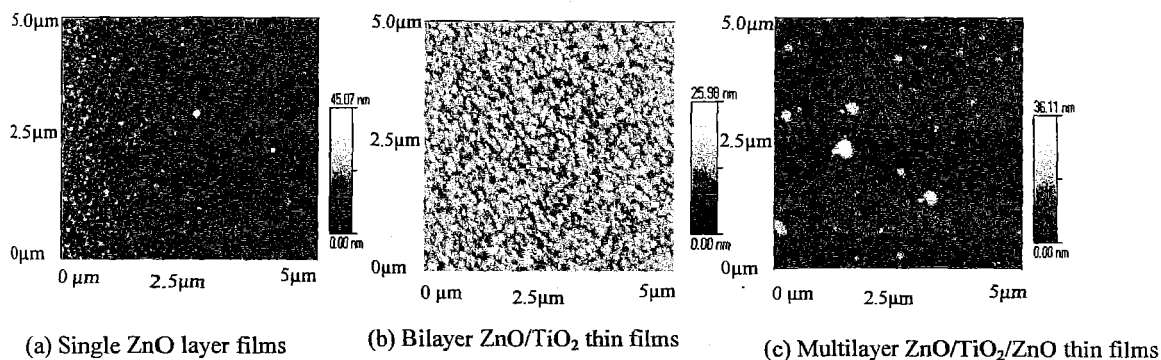 5.0μm
2.5μm
0μm
0 μm
2.5μm
5μm
45.07 nm
0.00 nm
(a) Single ZnO layer films
5.0μm
2.5μm
0μm
0 μm
2.5μm
5μm
25.98 nm
0.00 nm
(b) Bilayer ZnO/TiO₂ thin films
5.0μm
2.5μm
0μm
0 μm
2.5μm
5μm
36.11 nm
0.00 nm
(c) Multilayer ZnO/TiO₂/ZnO thin films